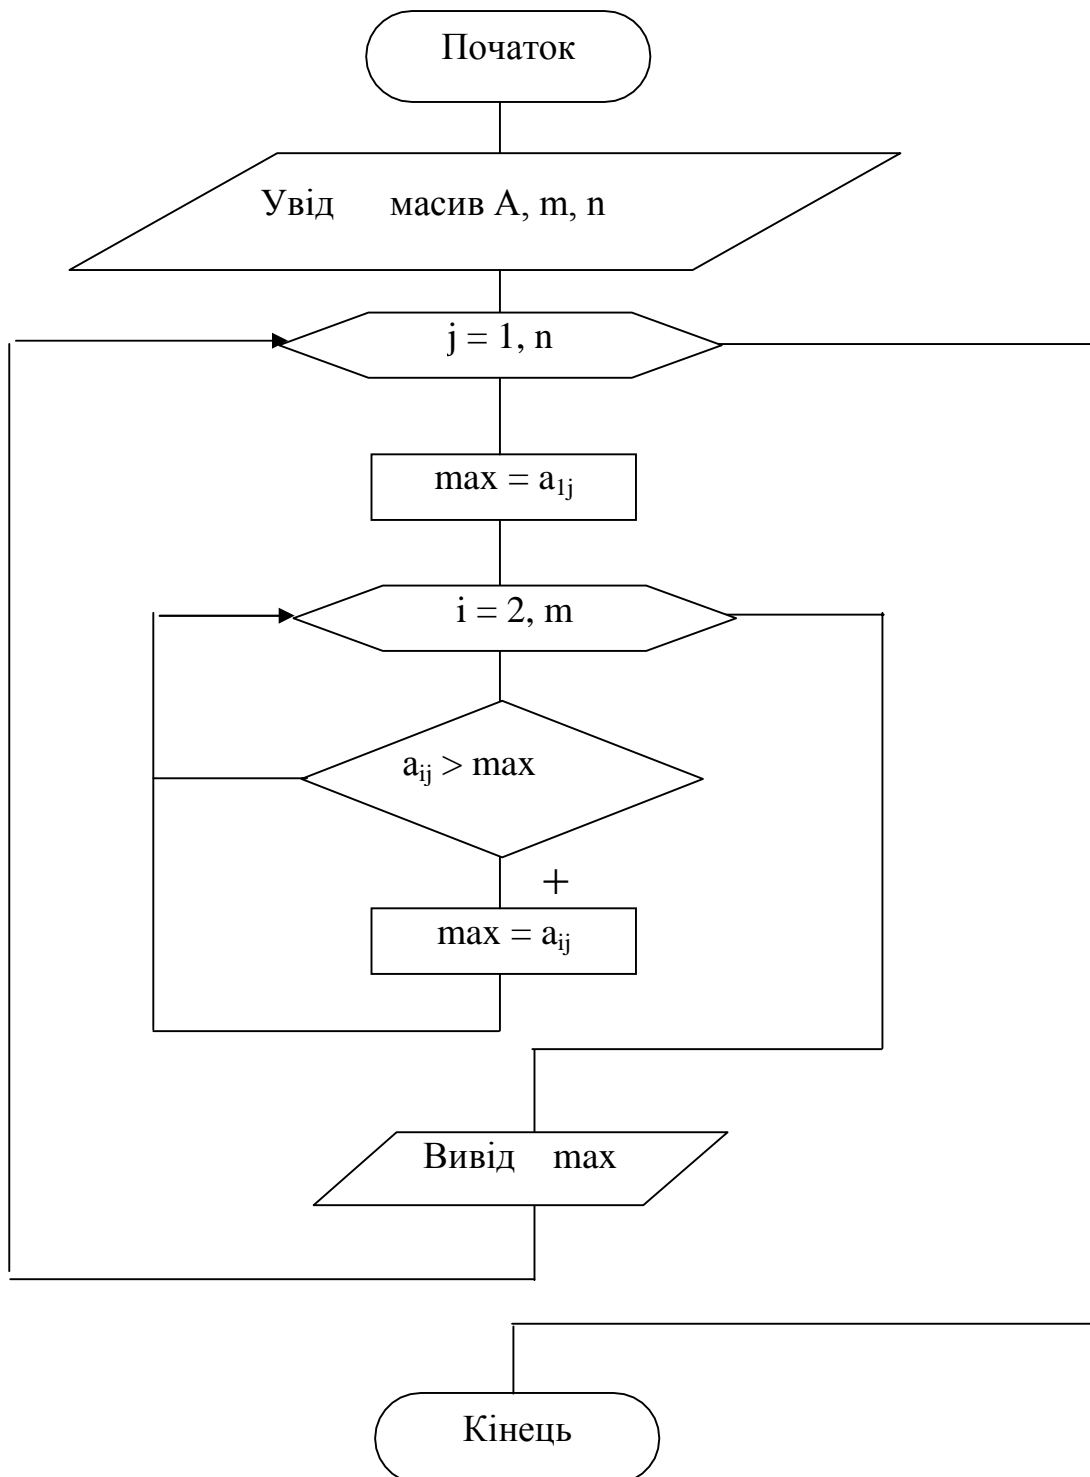 Початок
Увід масив А, m, n
j = 1, n
max = a₁ⱼ
i = 2, m
aᵢⱼ > max
+
max = aᵢⱼ
Вивід max
Кінець